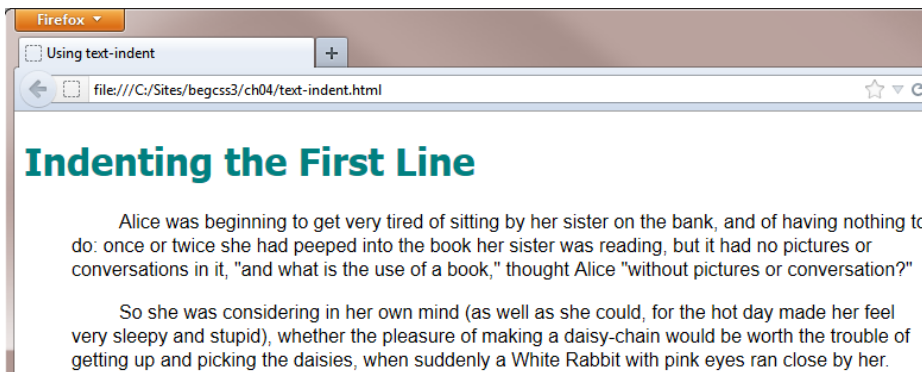 Firefox
Using text-indent
file:///C:/Sites/begcss3/ch04/text-indent.html
Indenting the First Line
Alice was beginning to get very tired of sitting by her sister on the bank, and of having nothing to
do: once or twice she had peeped into the book her sister was reading, but it had no pictures or
conversations in it, "and what is the use of a book," thought Alice "without pictures or conversation?"
So she was considering in her own mind (as well as she could, for the hot day made her feel
very sleepy and stupid), whether the pleasure of making a daisy-chain would be worth the trouble of
getting up and picking the daisies, when suddenly a White Rabbit with pink eyes ran close by her.